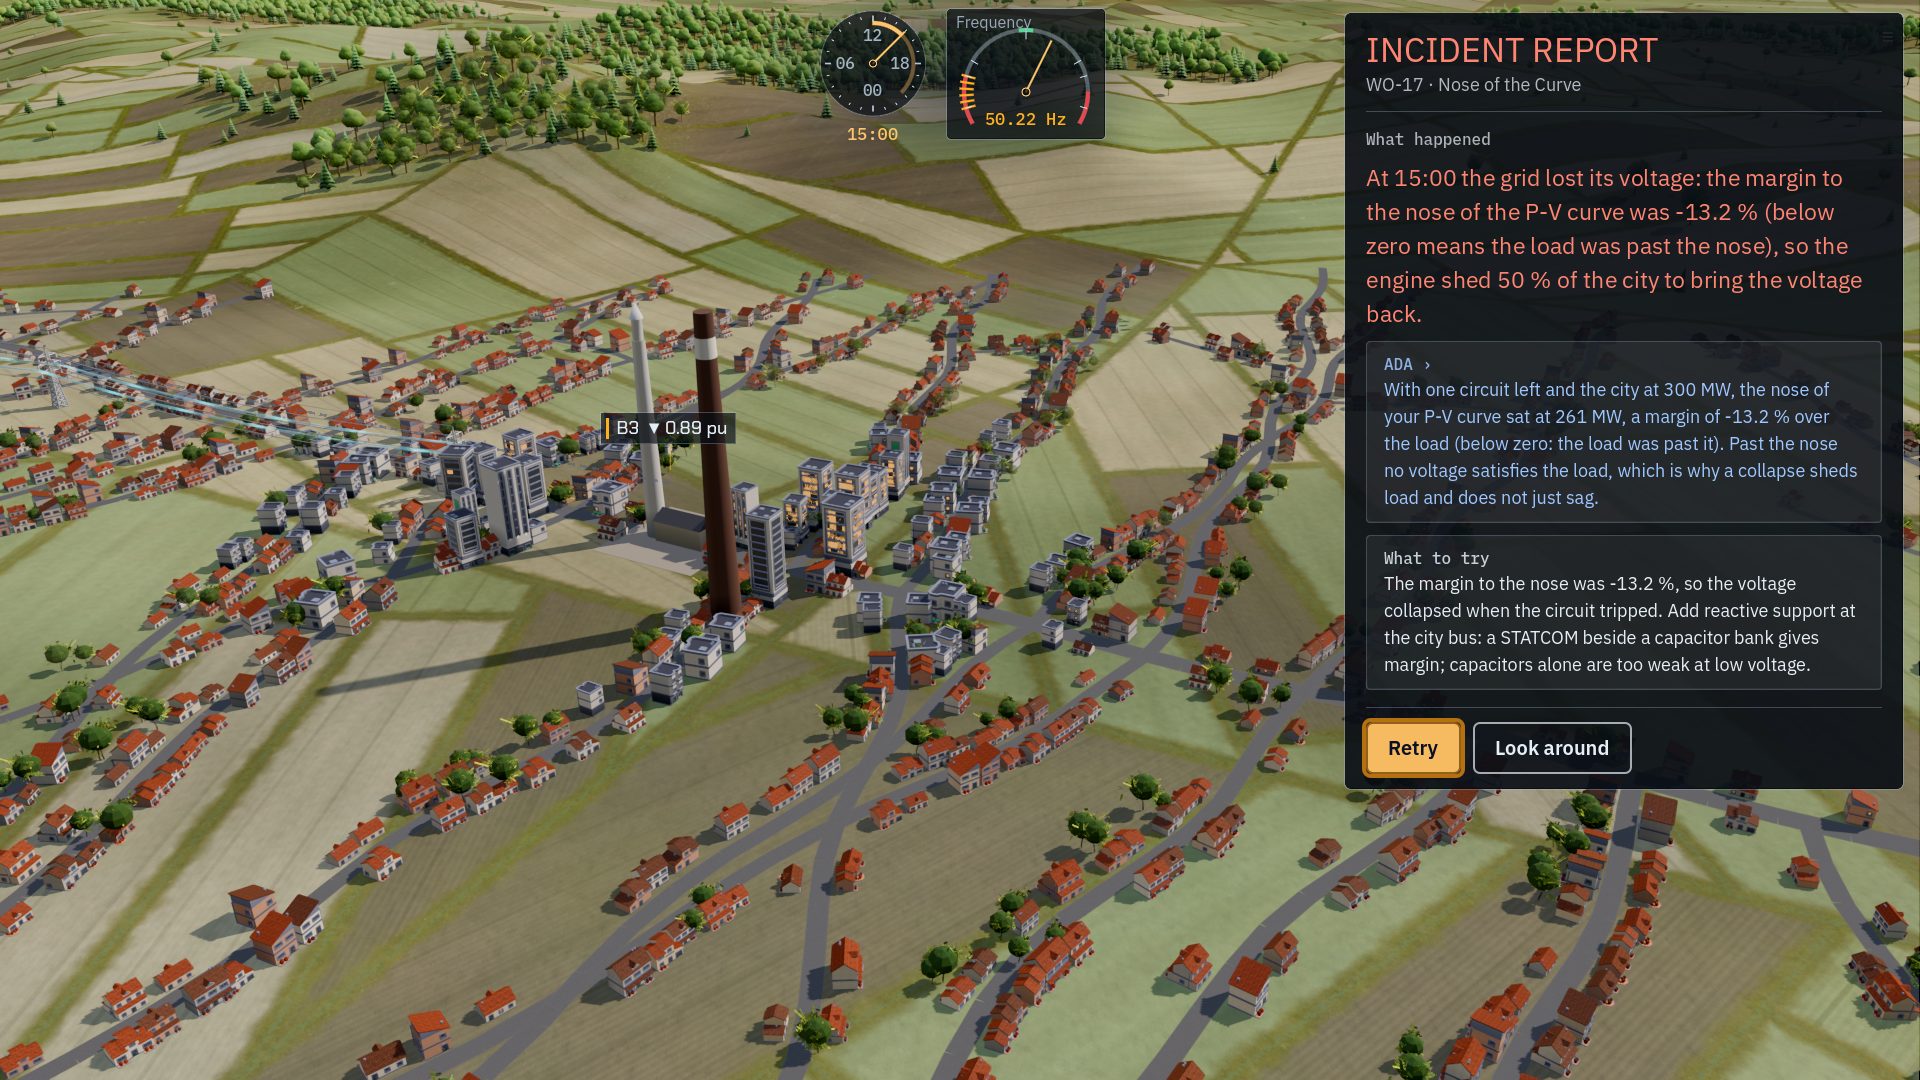 12
06 18
00
15:00
Frequency
50.22 Hz
B3 ▼ 0.89 pu
INCIDENT REPORT
WO-17 · Nose of the Curve
What happened
At 15:00 the grid lost its voltage: the margin to
the nose of the P-V curve was -13.2 % (below
zero means the load was past the nose), so the
engine shed 50 % of the city to bring the voltage
back.
ADA ›
With one circuit left and the city at 300 MW, the nose of
your P-V curve sat at 261 MW, a margin of -13.2 % over
the load (below zero: the load was past it). Past the nose
no voltage satisfies the load, which is why a collapse sheds
load and does not just sag.
What to try
The margin to the nose was -13.2 %, so the voltage
collapsed when the circuit tripped. Add reactive support at
the city bus: a STATCOM beside a capacitor bank gives
margin; capacitors alone are too weak at low voltage.
Retry
Look around